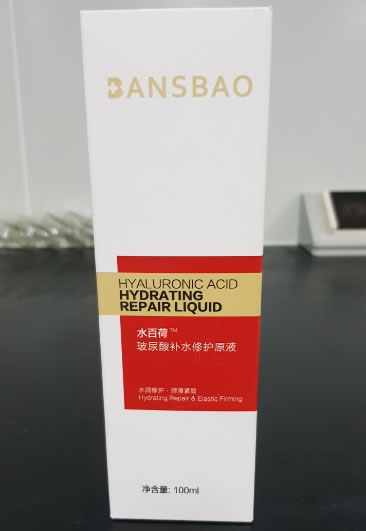 BANSBAO
HYALURONIC ACID
HYDRATING
REPAIR LIQUID
水百荷™
玻尿酸补水修护原液
水润修护·弹滑紧致
Hydrating Repair & Elastic Firming
净含量: 100ml